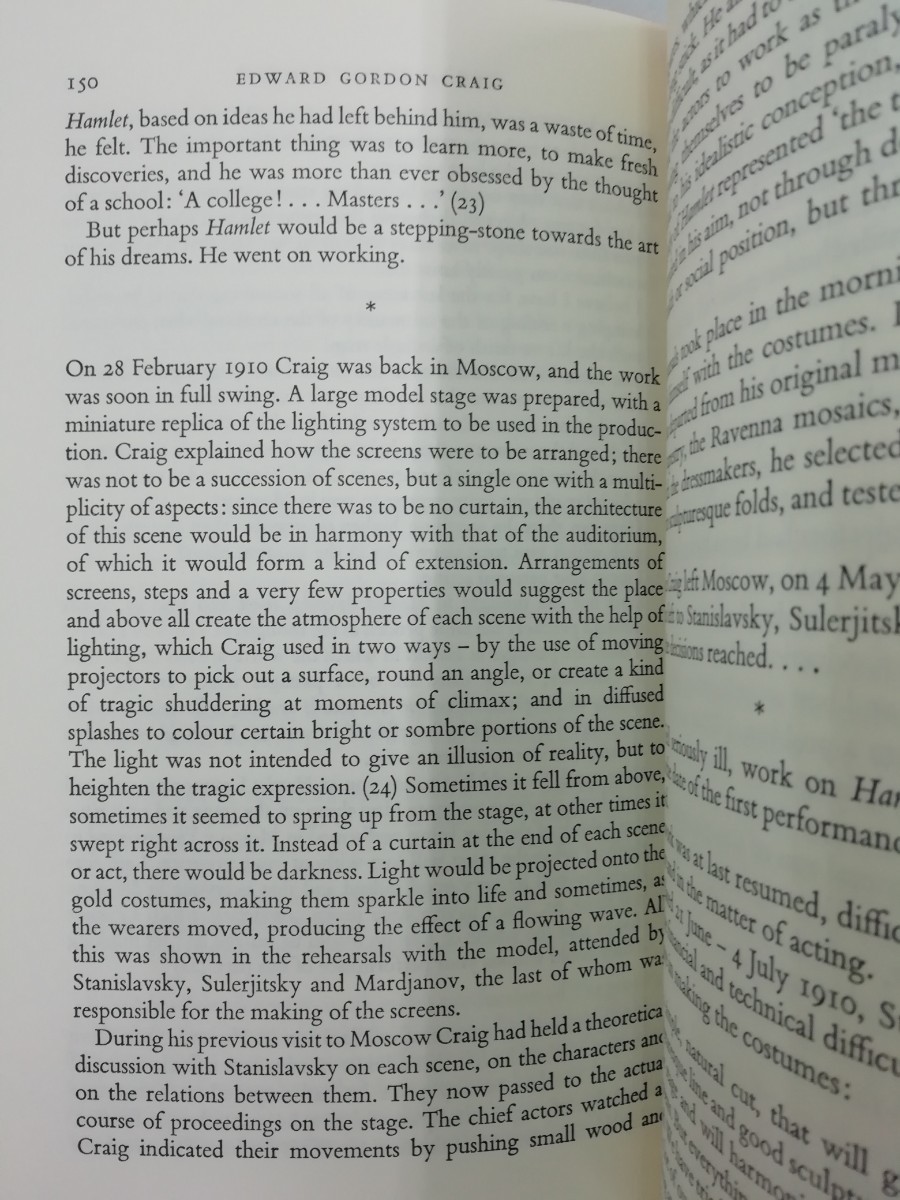 150 EDWARD GORDON CRAIG
Hamlet, based on ideas he had left behind him, was a waste of time,
he felt. The important thing was to learn more, to make fresh
discoveries, and he was more than ever obsessed by the thought
of a school: ‘A college! . . . Masters . . .’ (23)
But perhaps Hamlet would be a stepping-stone towards the art
of his dreams. He went on working.
*
On 28 February 1910 Craig was back in Moscow, and the work
was soon in full swing. A large model stage was prepared, with a
miniature replica of the lighting system to be used in the produc-
tion. Craig explained how the screens were to be arranged; there
was not to be a succession of scenes, but a single one with a multi-
plicity of aspects: since there was to be no curtain, the architecture
of this scene would be in harmony with that of the auditorium,
of which it would form a kind of extension. Arrangements of
screens, steps and a very few properties would suggest the place
and above all create the atmosphere of each scene with the help of
lighting, which Craig used in two ways – by the use of moving
projectors to pick out a surface, round an angle, or create a kind
of tragic shuddering at moments of climax; and in diffused
splashes to colour certain bright or sombre portions of the scene.
The light was not intended to give an illusion of reality, but to
heighten the tragic expression. (24) Sometimes it fell from above,
sometimes it seemed to spring up from the stage, at other times it
swept right across it. Instead of a curtain at the end of each scene
or act, there would be darkness. Light would be projected onto the
gold costumes, making them sparkle into life and sometimes, as
the wearers moved, producing the effect of a flowing wave. Al
this was shown in the rehearsals with the model, attended by
Stanislavsky, Sulerjitsky and Mardjanov, the last of whom wa
responsible for the making of the screens.
During his previous visit to Moscow Craig had held a theoretica
discussion with Stanislavsky on each scene, on the characters and
on the relations between them. They now passed to the actua
course of proceedings on the stage. The chief actors watched a
Craig indicated their movements by pushing small wood and
He
as it had to
actors to work as
themselves to be paraly
his idealistic conception,
of Hamlet represented ‘the t
in his aim, not through d
or social position, but thr
took place in the morni
with the costumes.
from his original m
the Ravenna mosaics,
dressmakers, he selected
folds, and teste
left Moscow, on 4 May
to Stanislavsky, Sulerjitsk
reached. . . .
*
ill, work on Ha
of the first performanc
was at last resumed, diffic
in the matter of acting.
June – 4 July 1910, S
and technical difficu
making the costumes:
natural cut, that will g
line and good sculp
and will harmo
everything